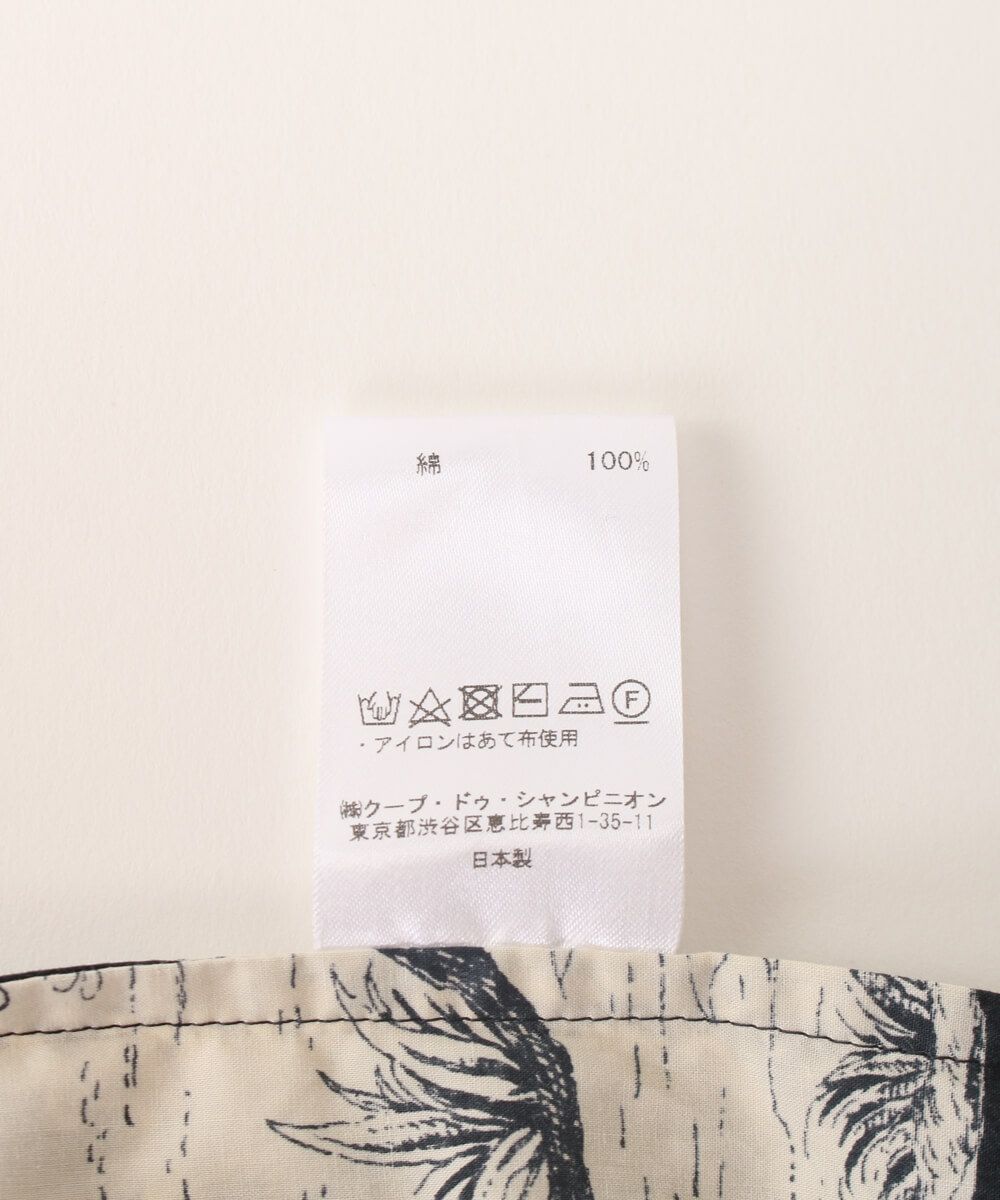 綿 100%
F
・アイロンはあて布使用
㈱クープ・ドゥ・シャンピニオン
東京都渋谷区恵比寿西1-35-11
日本製